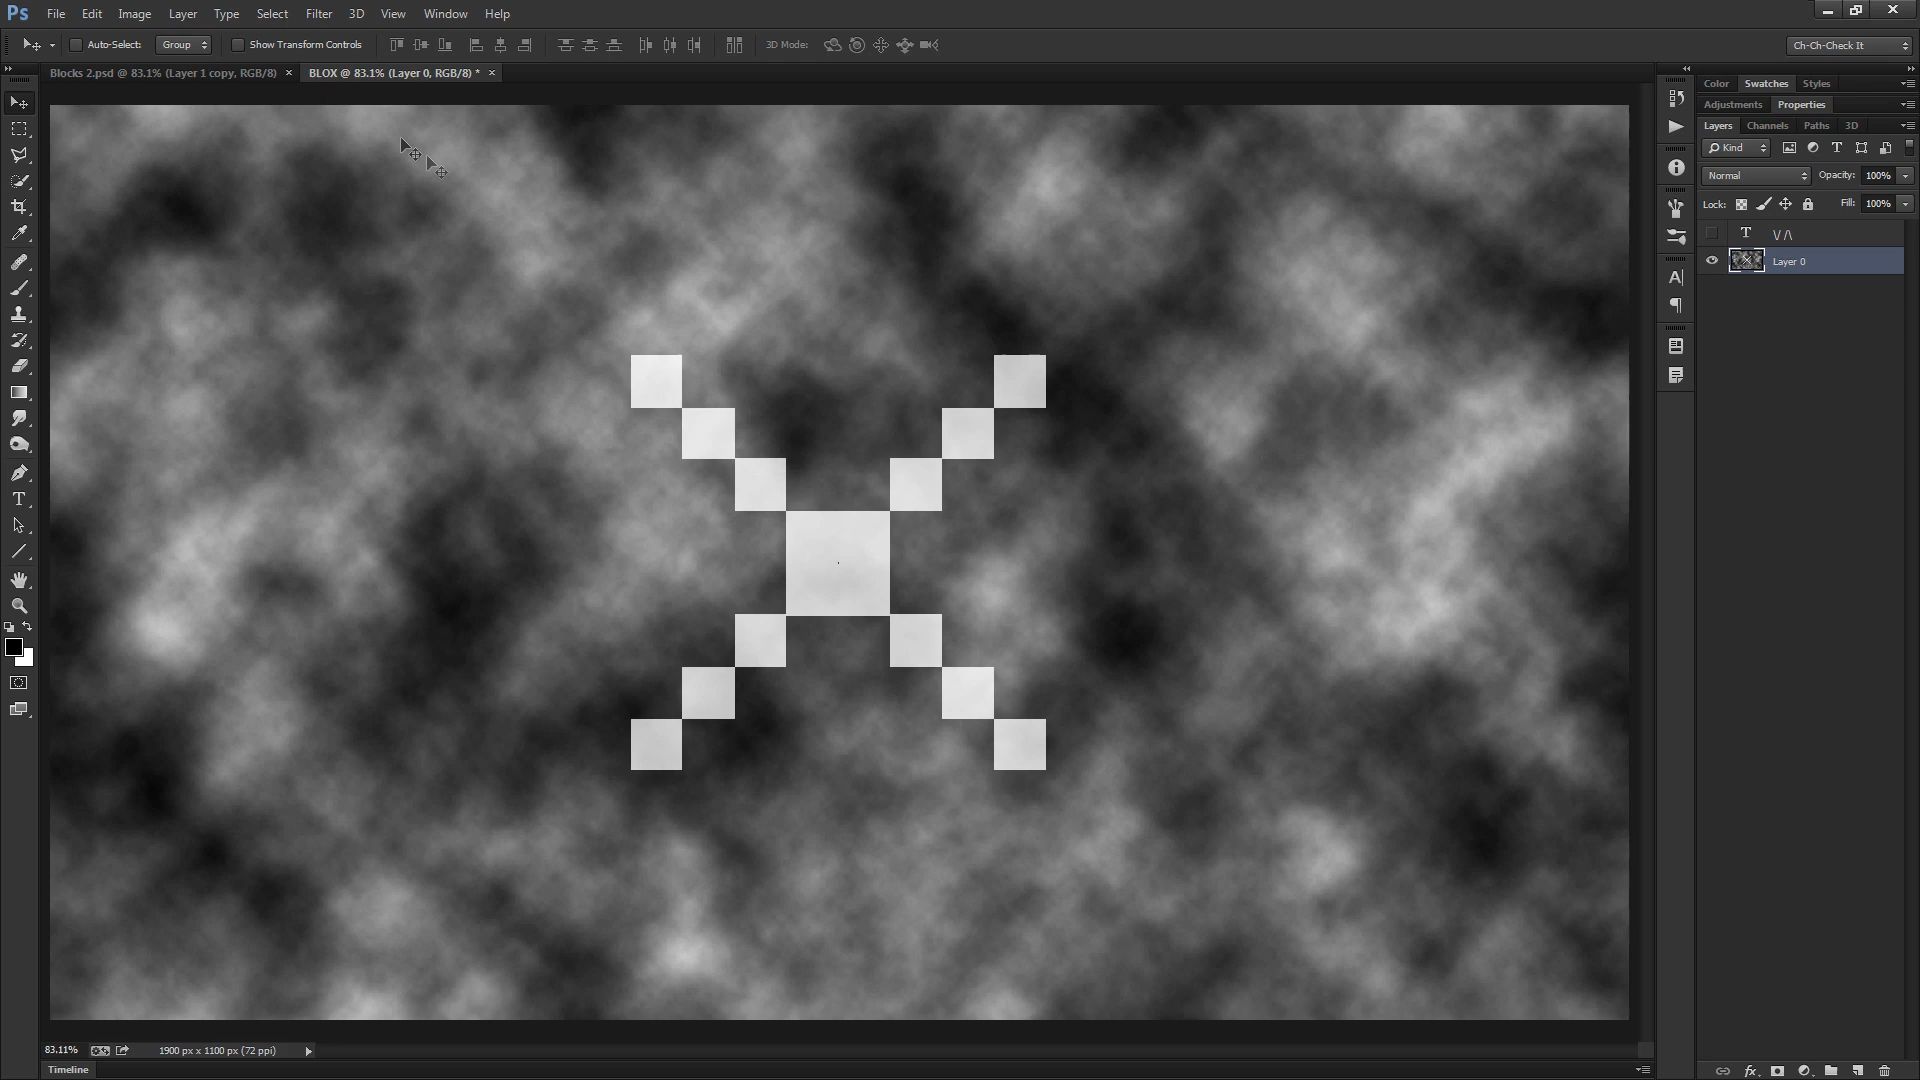 Ps File Edit Image Layer Type Select Filter 3D View Window Help
Auto-Select: Group Show Transform Controls 3D Mode: Ch-Ch-Check It
Blocks 2.psd @ 83.1% (Layer 1 copy, RGB/8) × BLOX @ 83.1% (Layer 0, RGB/8) * ×
Color Swatches Styles
Adjustments Properties
Layers Channels Paths 3D
Kind
Normal Opacity: 100%
Lock: Fill: 100%
T \/ /\
Layer 0
83.11% 1900 px x 1100 px (72 ppi)
Timeline